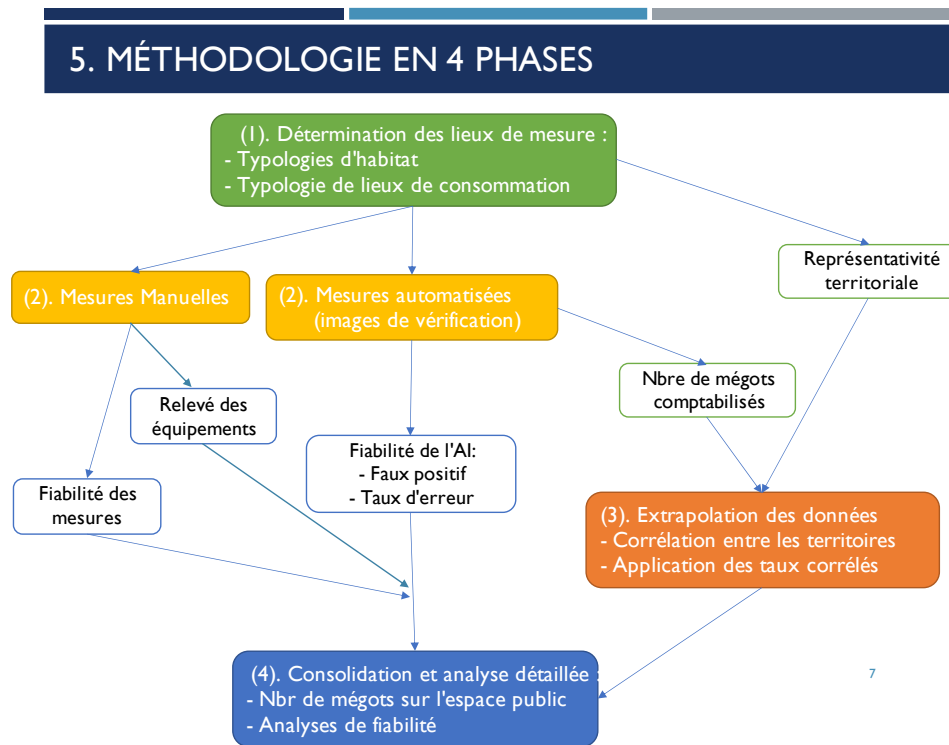 5. MÉTHODOLOGIE EN 4 PHASES
(1). Détermination des lieux de mesure :
- Typologies d'habitat
- Typologie de lieux de consommation
Représentativité
territoriale
(2). Mesures Manuelles
(2). Mesures automatisées
(images de vérification)
Nbre de mégots
comptabilisés
Relevé des
équipements
Fiabilité de l'AI:
- Faux positif
- Taux d'erreur
Fiabilité des
mesures
(3). Extrapolation des données
- Corrélation entre les territoires
- Application des taux corrélés
(4). Consolidation et analyse détaillée :
- Nbr de mégots sur l'espace public
- Analyses de fiabilité
7